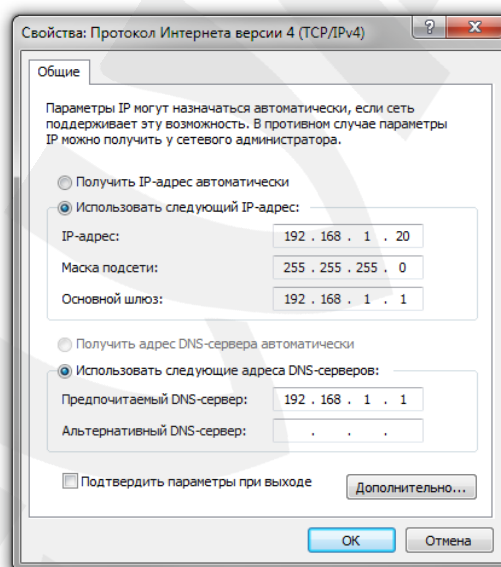 Свойства: Протокол Интернета версии 4 (TCP/IPv4)
Общие
Параметры IP могут назначаться автоматически, если сеть
поддерживает эту возможность. В противном случае параметры
IP можно получить у сетевого администратора.
Получить IP-адрес автоматически
Использовать следующий IP-адрес:
IP-адрес: 192 . 168 . 1 . 20
Маска подсети: 255 . 255 . 255 . 0
Основной шлюз: 192 . 168 . 1 . 1
Получить адрес DNS-сервера автоматически
Использовать следующие адреса DNS-серверов:
Предпочитаемый DNS-сервер: 192 . 168 . 1 . 1
Альтернативный DNS-сервер: . . .
Подтвердить параметры при выходе
Дополнительно...
ОК Отмена